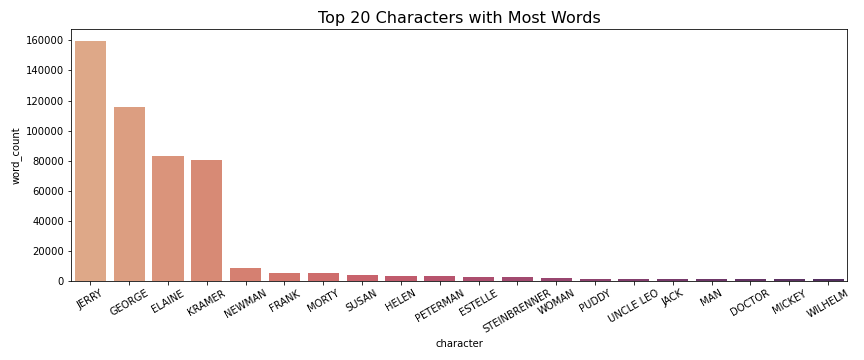 Top 20 Characters with Most Words
160000
140000
120000
100000
80000
60000
40000
20000
0
word_count
JERRY
GEORGE
ELAINE
KRAMER
NEWMAN
FRANK
MORTY
SUSAN
HELEN
PETERMAN
ESTELLE
STEINBRENNER
WOMAN
PUDDY
UNCLE LEO
JACK
MAN
DOCTOR
MICKEY
WILHELM
character